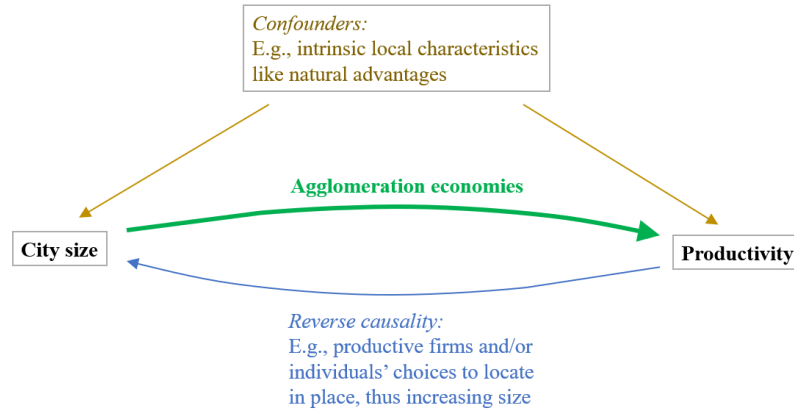 Confounders:
E.g., intrinsic local characteristics
like natural advantages
Agglomeration economies
City size
Productivity
Reverse causality:
E.g., productive firms and/or
individuals’ choices to locate
in place, thus increasing size